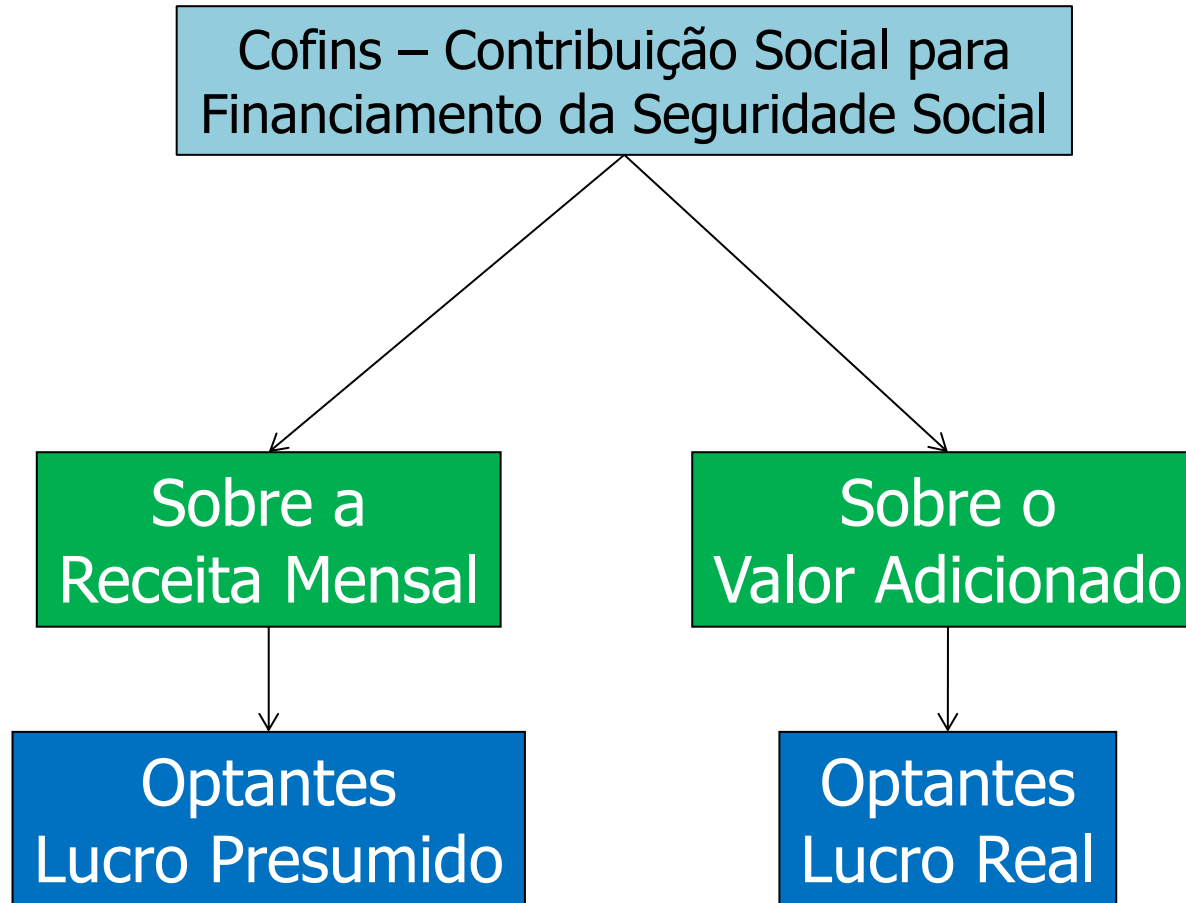 Cofins – Contribuição Social para
Financiamento da Seguridade Social
Sobre a
Receita Mensal
Sobre o
Valor Adicionado
Optantes
Lucro Presumido
Optantes
Lucro Real